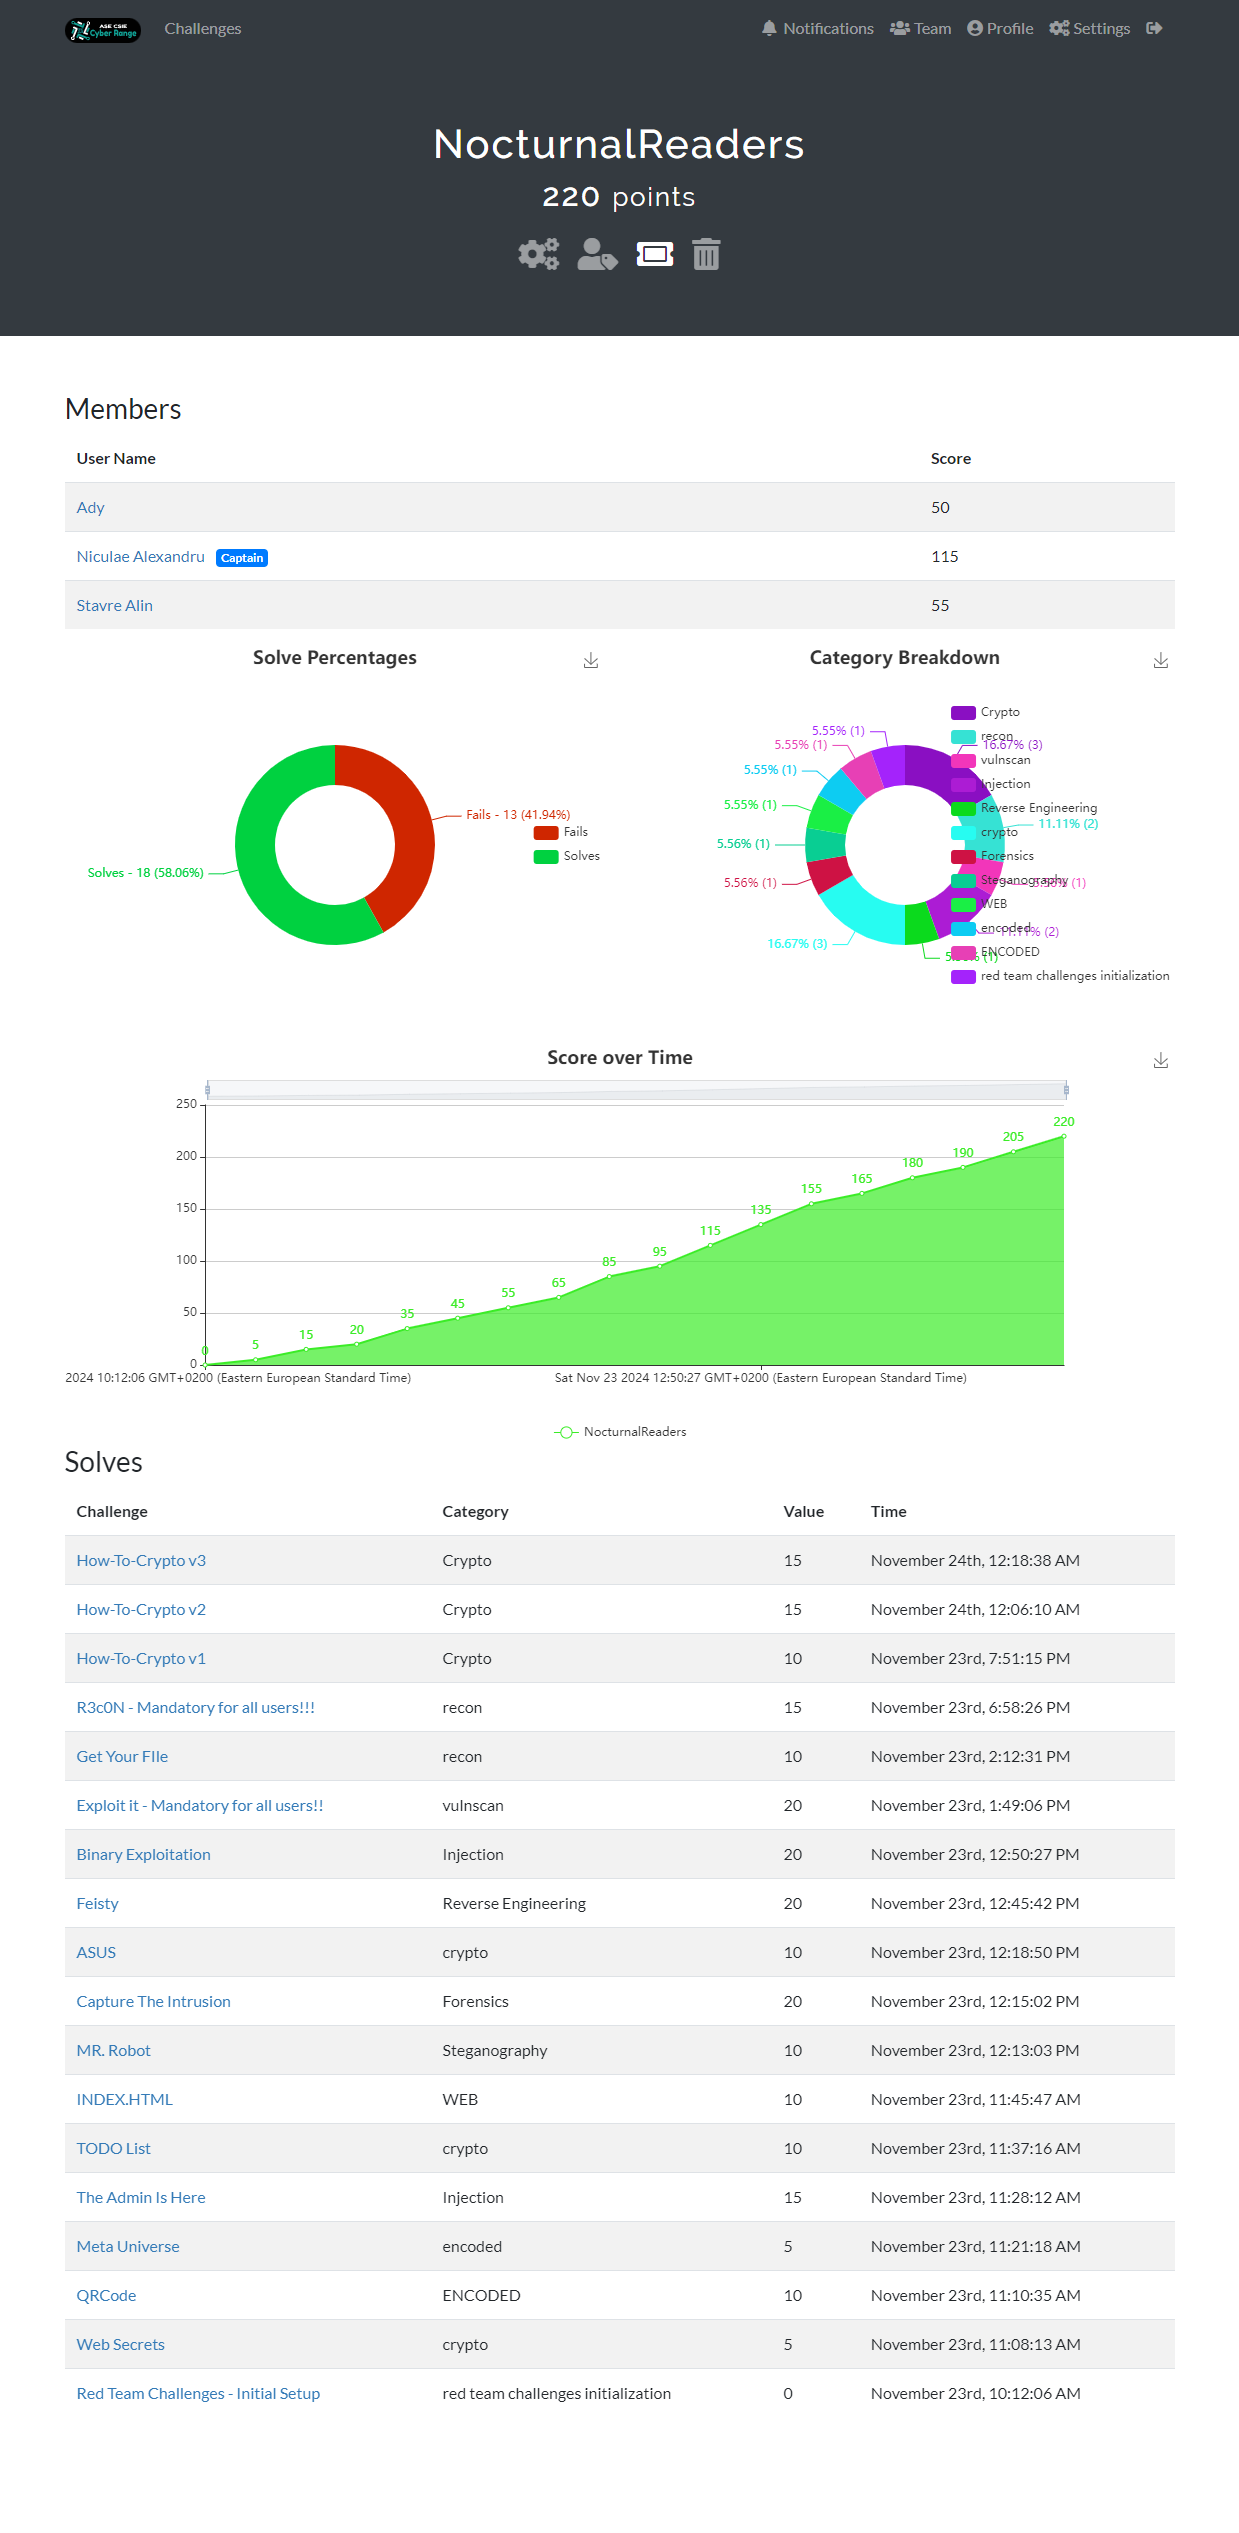 ASE CSIE
Cyber Range
Challenges
Notifications
Team
Profile
Settings
NocturnalReaders
220 points
Members
User Name Score
Ady 50
Niculae Alexandru Captain 115
Stavre Alin 55
Solve Percentages
Fails - 13 (41.94%)
Solves - 18 (58.06%)
Fails
Solves
Category Breakdown
16.67% (3)
11.11% (2)
5.56% (1)
11.11% (2)
5.56% (1)
16.67% (3)
5.56% (1)
5.56% (1)
5.55% (1)
5.55% (1)
5.55% (1)
5.55% (1)
Crypto
recon
vulnscan
Injection
Reverse Engineering
crypto
Forensics
Steganography
WEB
encoded
ENCODED
red team challenges initialization
Score over Time
250
200
150
100
50
0
0
5
15
20
35
45
55
65
85
95
115
135
155
165
180
190
205
220
2024 10:12:06 GMT+0200 (Eastern European Standard Time)
Sat Nov 23 2024 12:50:27 GMT+0200 (Eastern European Standard Time)
NocturnalReaders
Solves
Challenge Category Value Time
How-To-Crypto v3 Crypto 15 November 24th, 12:18:38 AM
How-To-Crypto v2 Crypto 15 November 24th, 12:06:10 AM
How-To-Crypto v1 Crypto 10 November 23rd, 7:51:15 PM
R3c0N - Mandatory for all users!!! recon 15 November 23rd, 6:58:26 PM
Get Your FIle recon 10 November 23rd, 2:12:31 PM
Exploit it - Mandatory for all users!! vulnscan 20 November 23rd, 1:49:06 PM
Binary Exploitation Injection 20 November 23rd, 12:50:27 PM
Feisty Reverse Engineering 20 November 23rd, 12:45:42 PM
ASUS crypto 10 November 23rd, 12:18:50 PM
Capture The Intrusion Forensics 20 November 23rd, 12:15:02 PM
MR. Robot Steganography 10 November 23rd, 12:13:03 PM
INDEX.HTML WEB 10 November 23rd, 11:45:47 AM
TODO List crypto 10 November 23rd, 11:37:16 AM
The Admin Is Here Injection 15 November 23rd, 11:28:12 AM
Meta Universe encoded 5 November 23rd, 11:21:18 AM
QRCode ENCODED 10 November 23rd, 11:10:35 AM
Web Secrets crypto 5 November 23rd, 11:08:13 AM
Red Team Challenges - Initial Setup red team challenges initialization 0 November 23rd, 10:12:06 AM